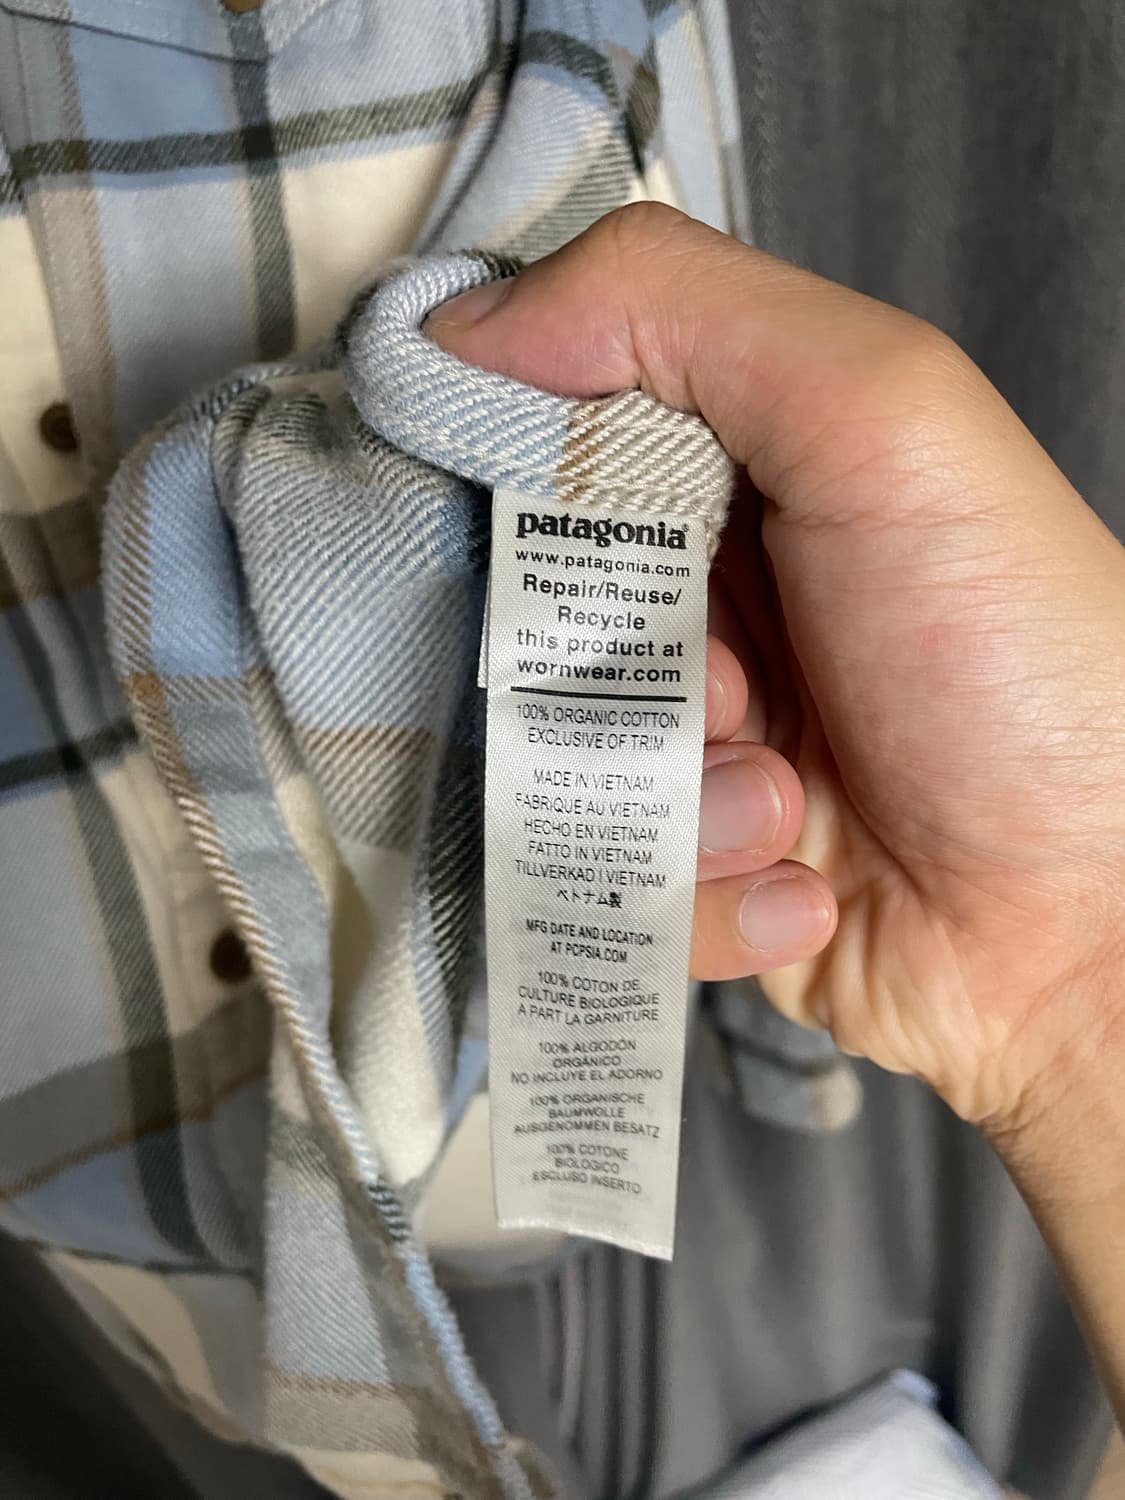 patagonia®
www.patagonia.com
Repair/Reuse/
Recycle
this product at
wornwear.com
100% ORGANIC COTTON
EXCLUSIVE OF TRIM
MADE IN VIETNAM
FABRIQUE AU VIETNAM
HECHO EN VIETNAM
FATTO IN VIETNAM
TILLVERKAD I VIETNAM
ベトナム製
MFG DATE AND LOCATION
AT PCPSIA.COM
100% COTON DE
CULTURE BIOLOGIQUE
A PART LA GARNITURE
100% ALGODÓN
ORGÁNICO
NO INCLUYE EL ADORNO
100% ORGANISCHE
BAUMWOLLE
AUSGENOMMEN BESATZ
100% COTONE
BIOLOGICO
ESCLUSO INSERTO